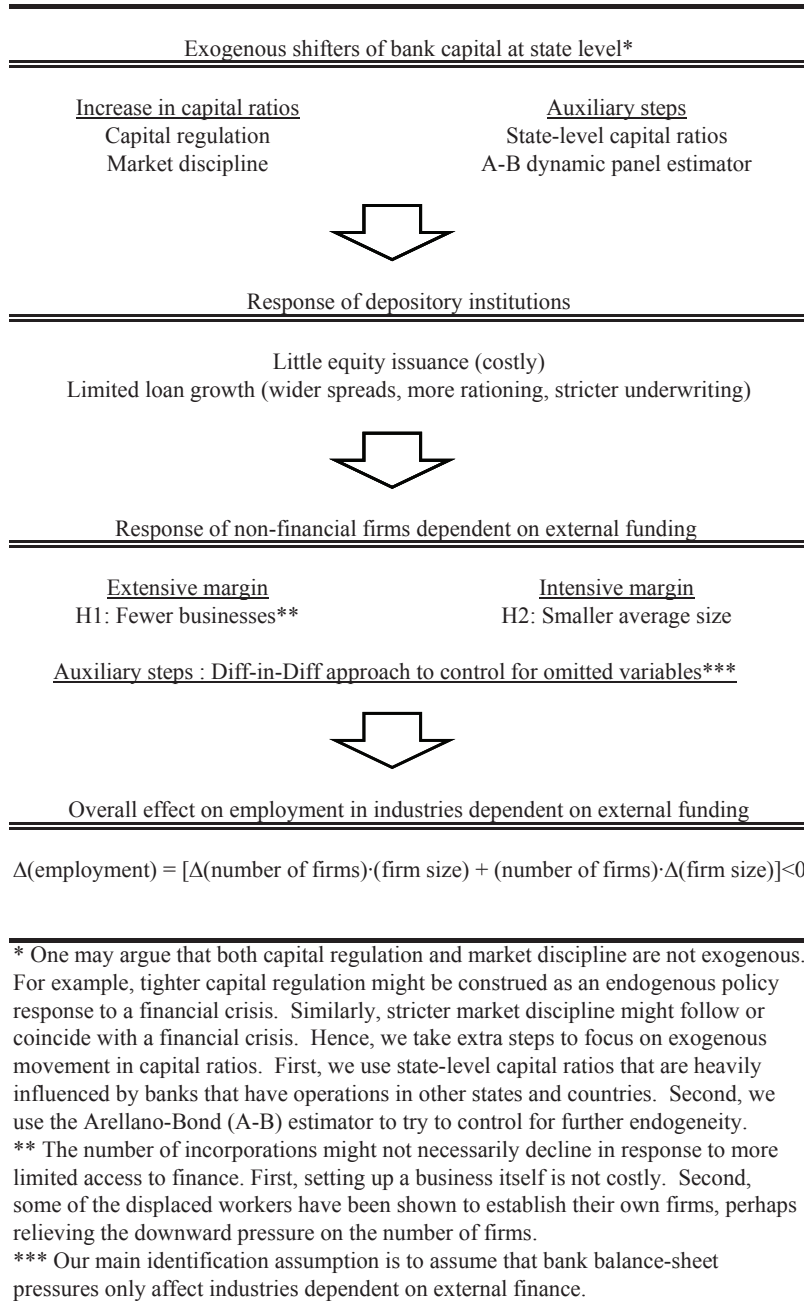 Exogenous shifters of bank capital at state level*
Increase in capital ratios Auxiliary steps
Capital regulation State-level capital ratios
Market discipline A-B dynamic panel estimator
Response of depository institutions
Little equity issuance (costly)
Limited loan growth (wider spreads, more rationing, stricter underwriting)
Response of non-financial firms dependent on external funding
Extensive margin Intensive margin
H1: Fewer businesses** H2: Smaller average size
Auxiliary steps : Diff-in-Diff approach to control for omitted variables***
Overall effect on employment in industries dependent on external funding
Δ(employment) = [Δ(number of firms)·(firm size) + (number of firms)·Δ(firm size)]<0
* One may argue that both capital regulation and market discipline are not exogenous.
For example, tighter capital regulation might be construed as an endogenous policy
response to a financial crisis.  Similarly, stricter market discipline might follow or
coincide with a financial crisis.  Hence, we take extra steps to focus on exogenous
movement in capital ratios.  First, we use state-level capital ratios that are heavily
influenced by banks that have operations in other states and countries.  Second, we
use the Arellano-Bond (A-B) estimator to try to control for further endogeneity.
** The number of incorporations might not necessarily decline in response to more
limited access to finance. First, setting up a business itself is not costly.  Second,
some of the displaced workers have been shown to establish their own firms, perhaps
relieving the downward pressure on the number of firms.
*** Our main identification assumption is to assume that bank balance-sheet
pressures only affect industries dependent on external finance.